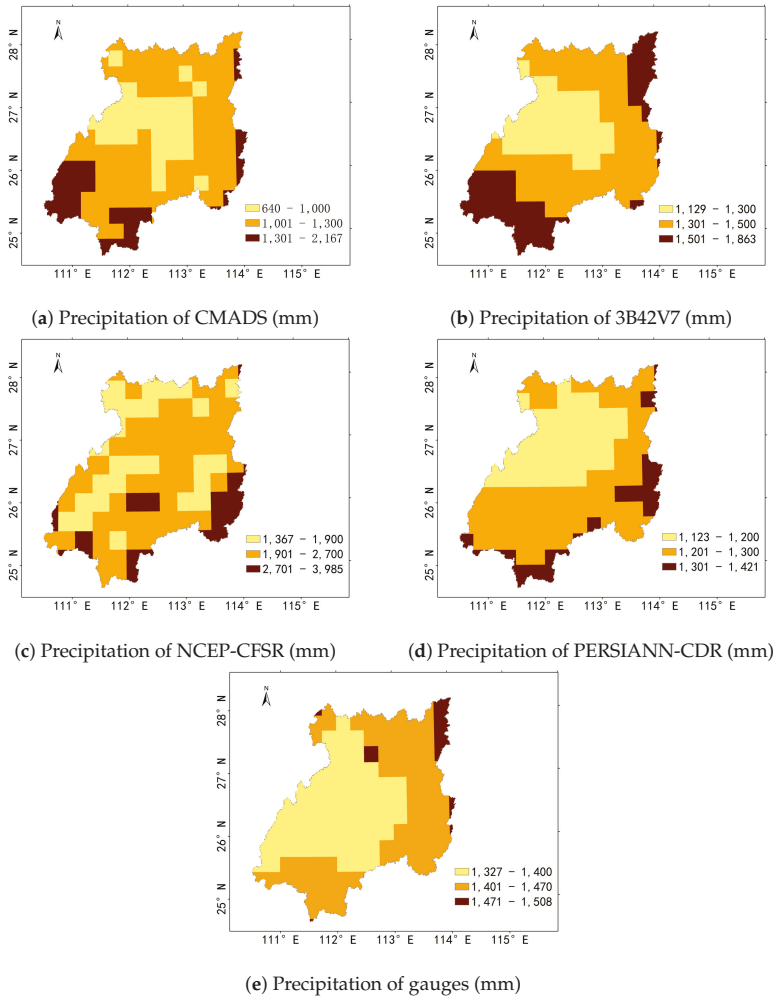 N
28° N
27° N
26° N
25° N
640 - 1,000
1,001 - 1,300
1,301 - 2,167
111° E 112° E 113° E 114° E 115° E
(a) Precipitation of CMADS (mm)
N
28° N
27° N
26° N
25° N
1,129 - 1,300
1,301 - 1,500
1,501 - 1,863
111° E 112° E 113° E 114° E 115° E
(b) Precipitation of 3B42V7 (mm)
N
28° N
27° N
26° N
25° N
1,367 - 1,900
1,901 - 2,700
2,701 - 3,985
111° E 112° E 113° E 114° E 115° E
(c) Precipitation of NCEP-CFSR (mm)
N
28° N
27° N
26° N
25° N
1,123 - 1,200
1,201 - 1,300
1,301 - 1,421
111° E 112° E 113° E 114° E 115° E
(d) Precipitation of PERSIANN-CDR (mm)
N
28° N
27° N
26° N
25° N
1,327 - 1,400
1,401 - 1,470
1,471 - 1,508
111° E 112° E 113° E 114° E 115° E
(e) Precipitation of gauges (mm)